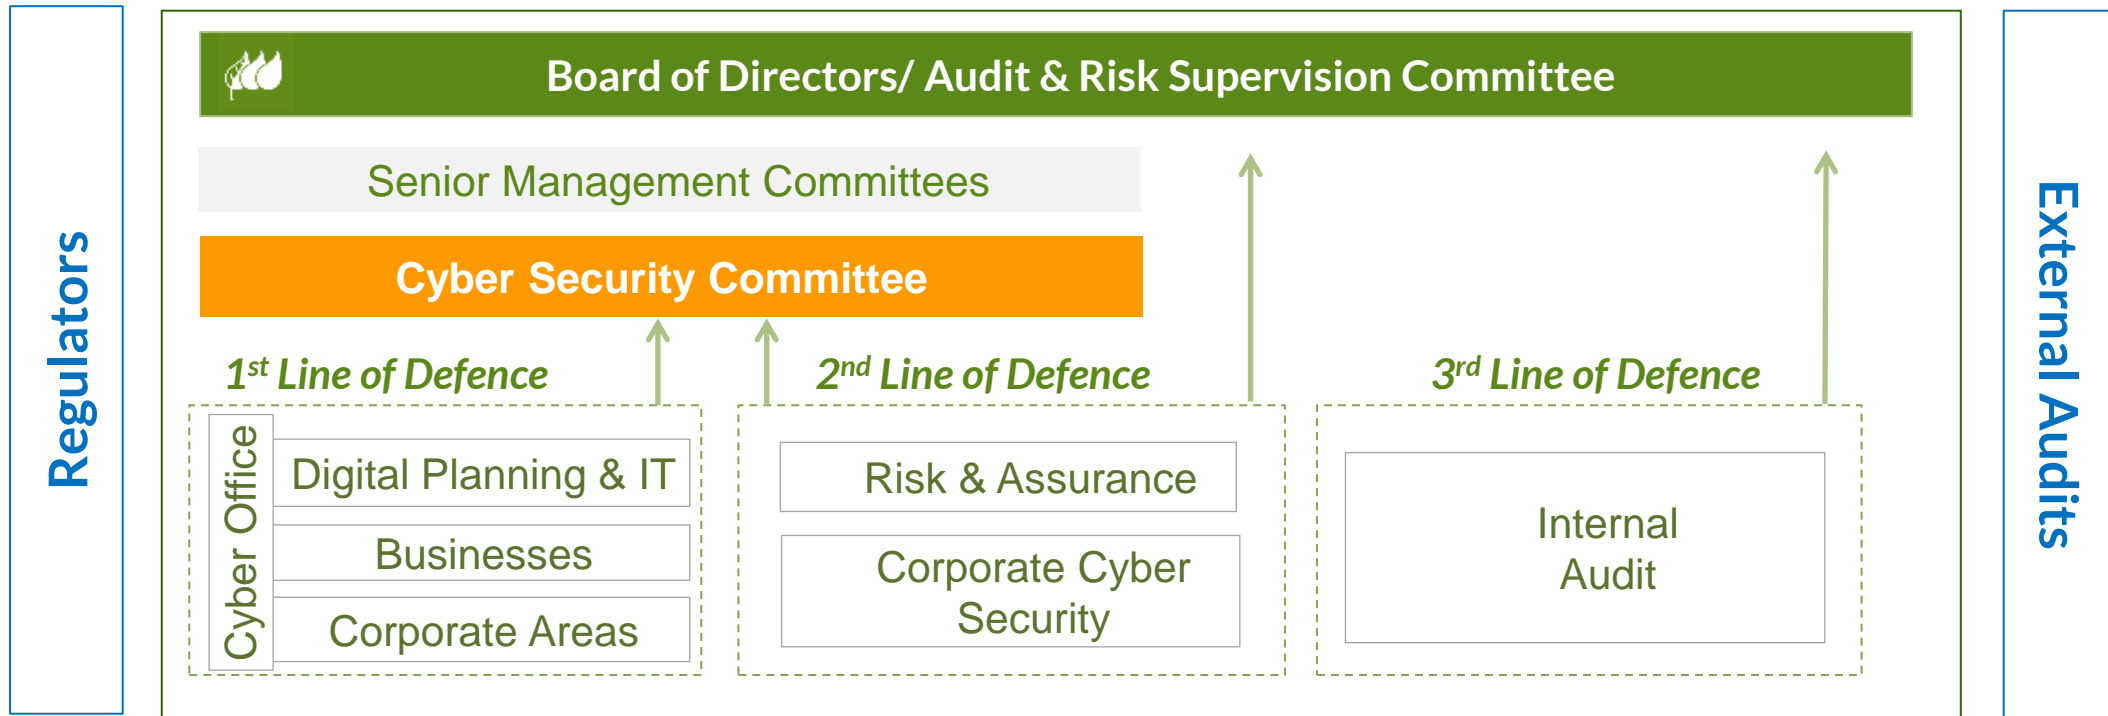 Regulators
Board of Directors/ Audit & Risk Supervision Committee
Senior Management Committees
Cyber Security Committee
1st Line of Defence
2nd Line of Defence
3rd Line of Defence
Cyber Office
Digital Planning & IT
Businesses
Corporate Areas
Risk & Assurance
Corporate Cyber
Security
Internal
Audit
External Audits